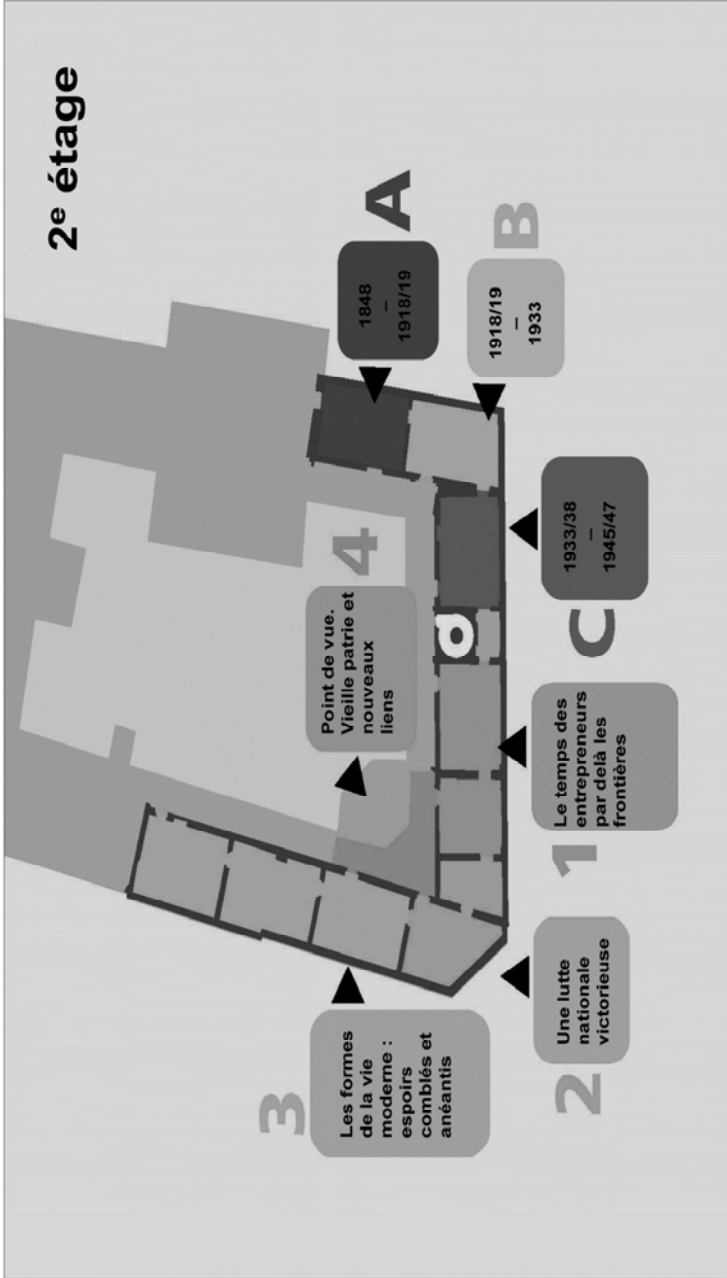 2e étage
A
1848
–
1918/19
B
1918/19
–
1933
C
1933/38
–
1945/47
4
Point de vue.
Vieille patrie et
nouveaux
liens
1
Le temps des
entrepreneurs
par delà les
frontières
2
Une lutte
nationale
victorieuse
3
Les formes
de la vie
moderne :
espoirs
comblés et
anéantis